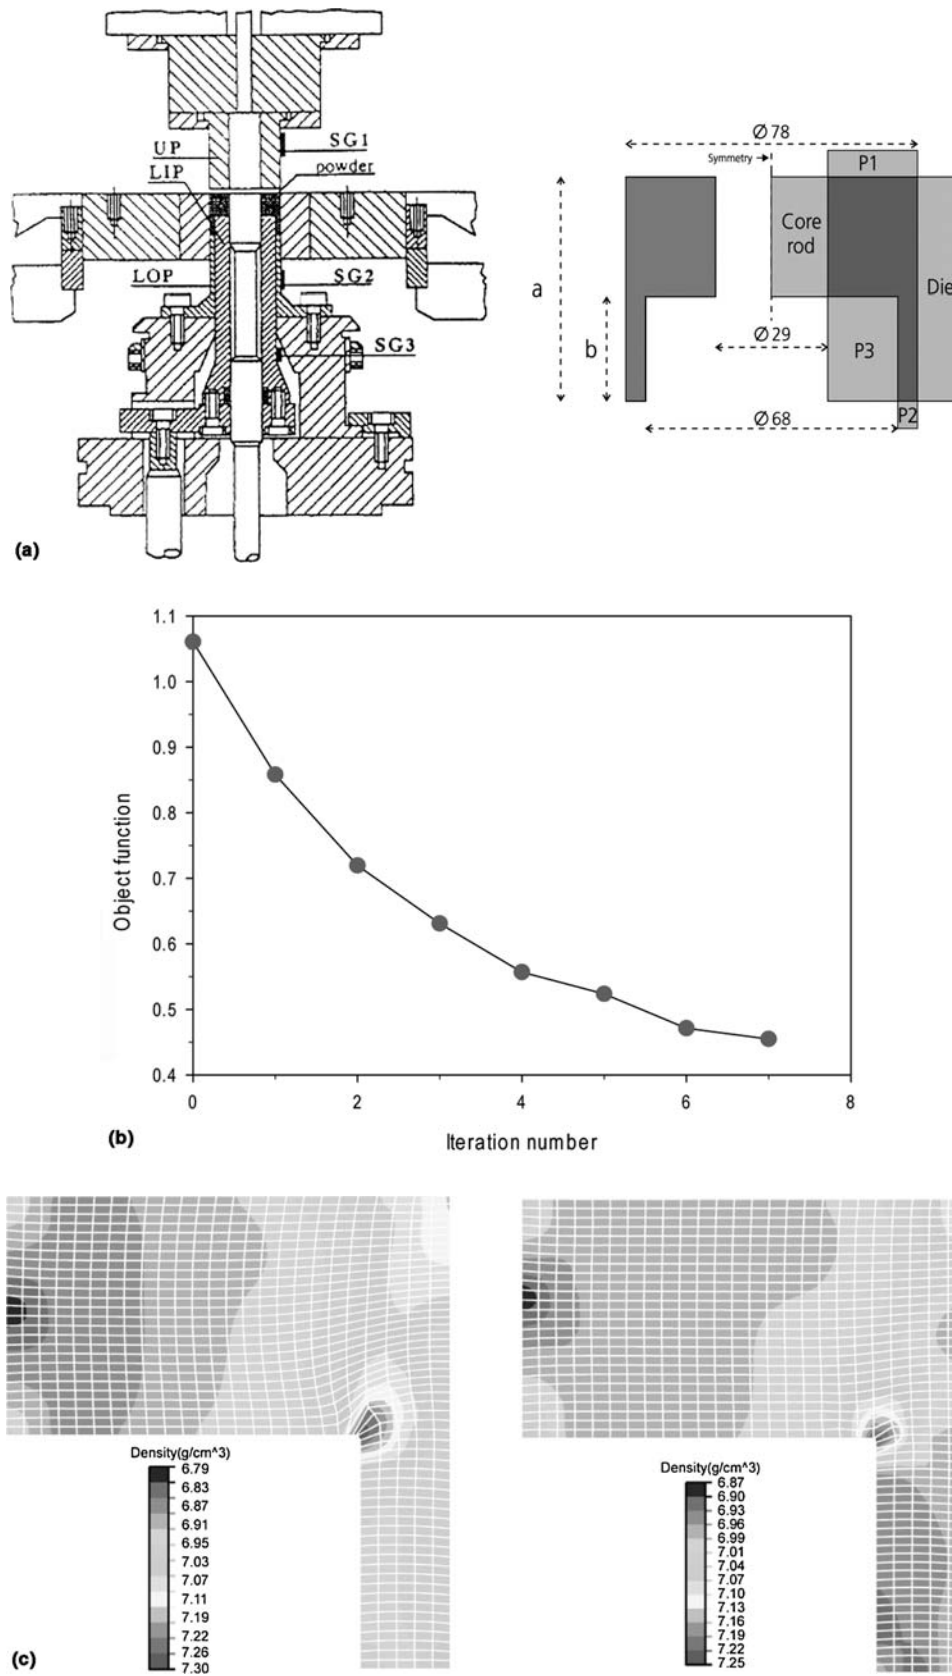 UP
SG1
LIP
powder
LOP
SG2
SG3
(a)
Ø78
Symmetry
P1
Core
rod
Die
a
b
Ø29
P3
Ø68
P2
1.1
1.0
0.9
0.8
0.7
0.6
0.5
0.4
Object function
0
2
4
6
8
Iteration number
(b)
Density(g/cm^3)
6.79
6.83
6.87
6.91
6.95
7.03
7.07
7.11
7.19
7.22
7.26
7.30
Density(g/cm^3)
6.87
6.90
6.93
6.96
6.99
7.01
7.04
7.07
7.10
7.13
7.16
7.19
7.22
7.25
(c)